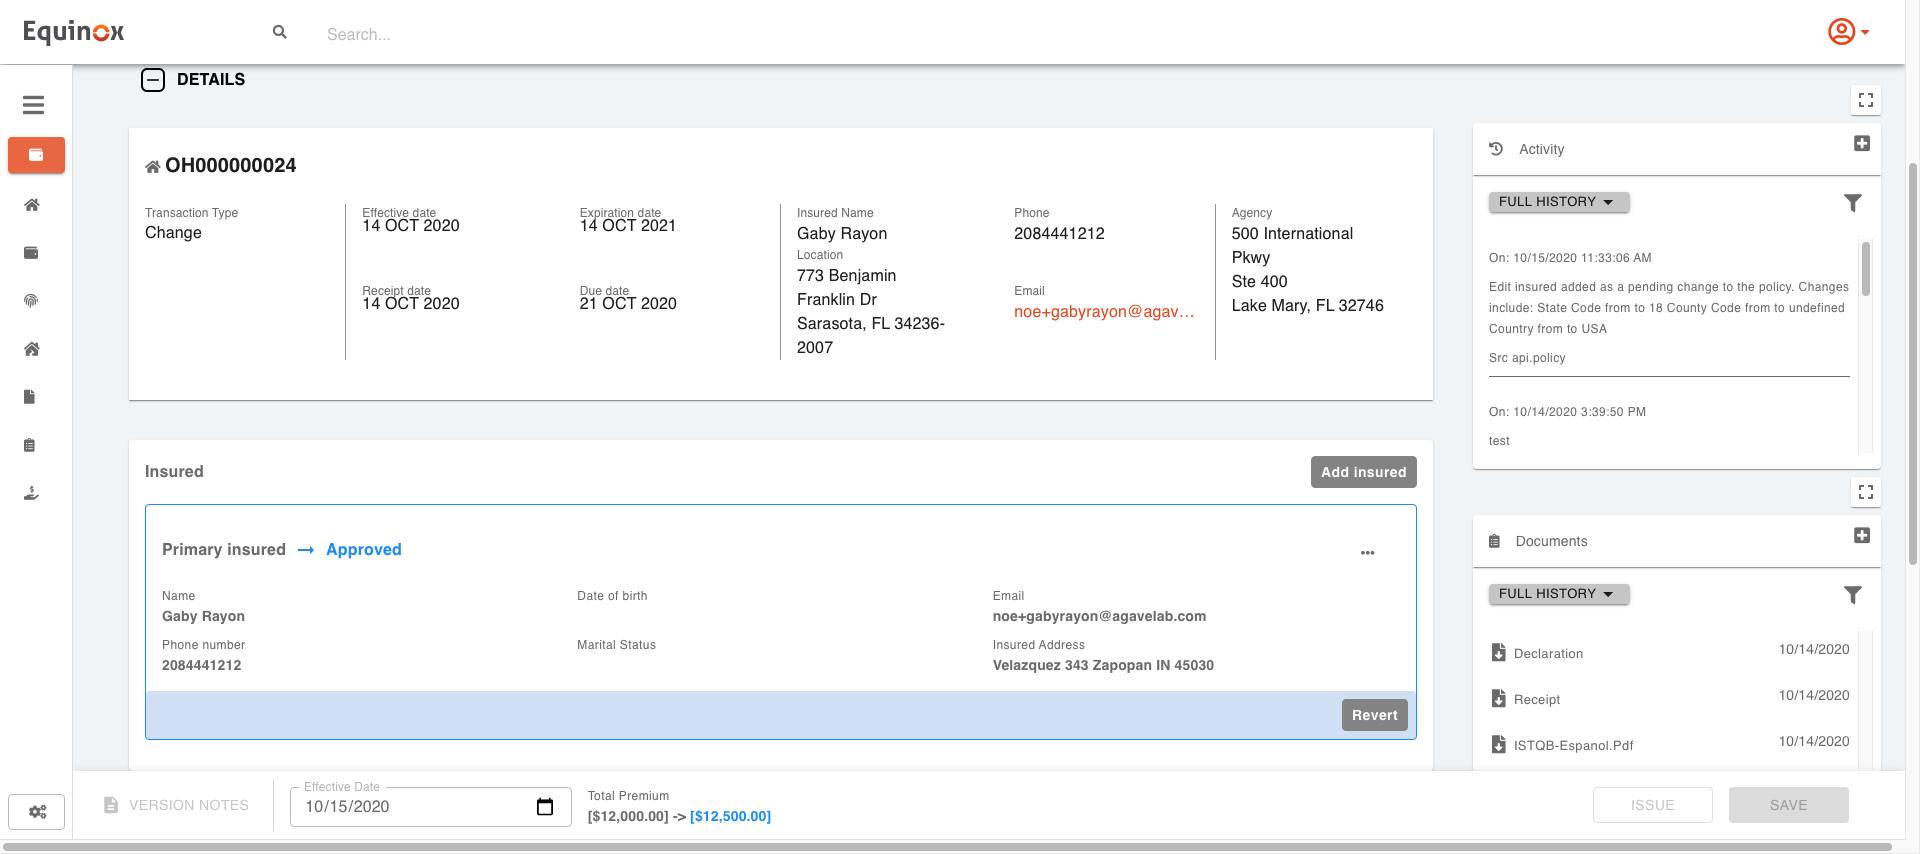 Equinox
Search...
DETAILS
OH000000024
Transaction Type
Change
Effective date
14 OCT 2020
Expiration date
14 OCT 2021
Receipt date
14 OCT 2020
Due date
21 OCT 2020
Insured Name
Gaby Rayon
Location
773 Benjamin
Franklin Dr
Sarasota, FL 34236-
2007
Phone
2084441212
Email
noe+gabyrayon@agav...
Agency
500 International
Pkwy
Ste 400
Lake Mary, FL 32746
Insured
Add insured
Primary insured → Approved
Name
Gaby Rayon
Date of birth
Email
noe+gabyrayon@agavelab.com
Phone number
2084441212
Marital Status
Insured Address
Velazquez 343 Zapopan IN 45030
Revert
Activity
FULL HISTORY
On: 10/15/2020 11:33:06 AM
Edit insured added as a pending change to the policy. Changes
include: State Code from to 18 County Code from to undefined
Country from to USA
Src api.policy
On: 10/14/2020 3:39:50 PM
test
Documents
FULL HISTORY
Declaration 10/14/2020
Receipt 10/14/2020
ISTQB-Espanol.Pdf 10/14/2020
VERSION NOTES
Effective Date
10/15/2020
Total Premium
[$12,000.00] -> [$12,500.00]
ISSUE
SAVE